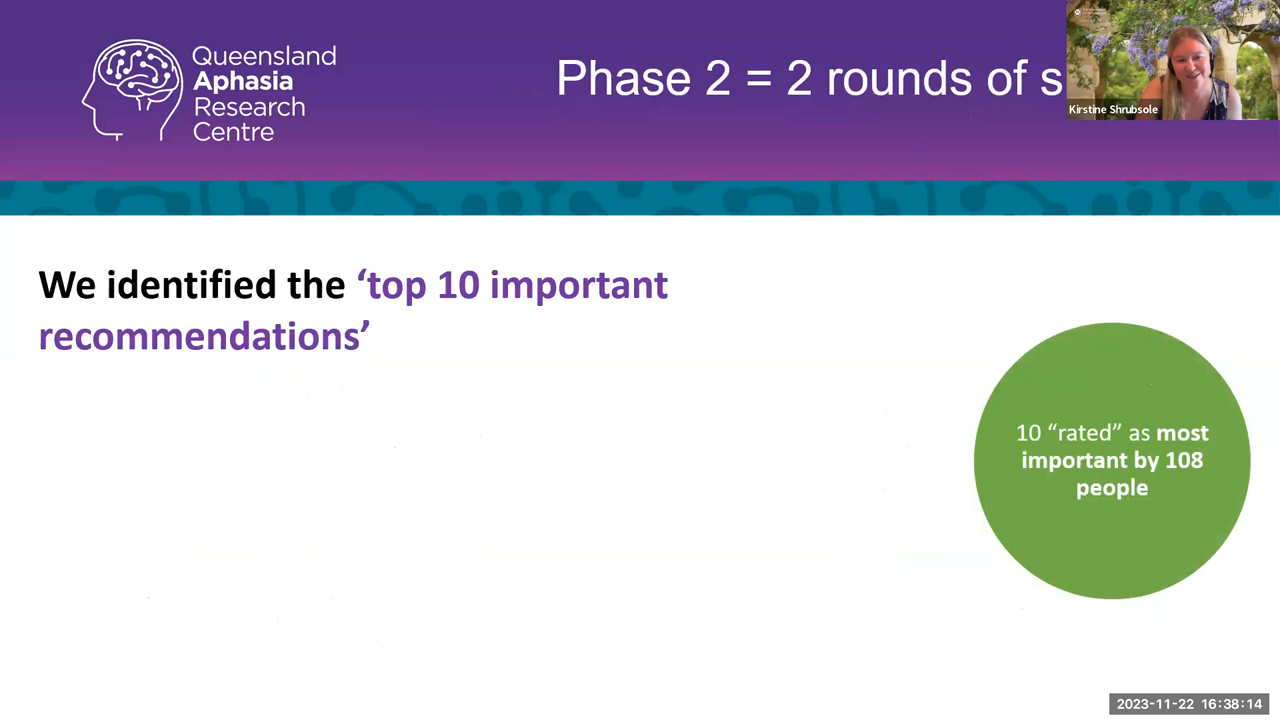 Queensland
Aphasia
Research
Centre
Phase 2 = 2 rounds of s
Kirstine Shrubsole
We identified the ‘top 10 important
recommendations’
10 “rated” as most
important by 108
people
2023-11-22 16:38:14